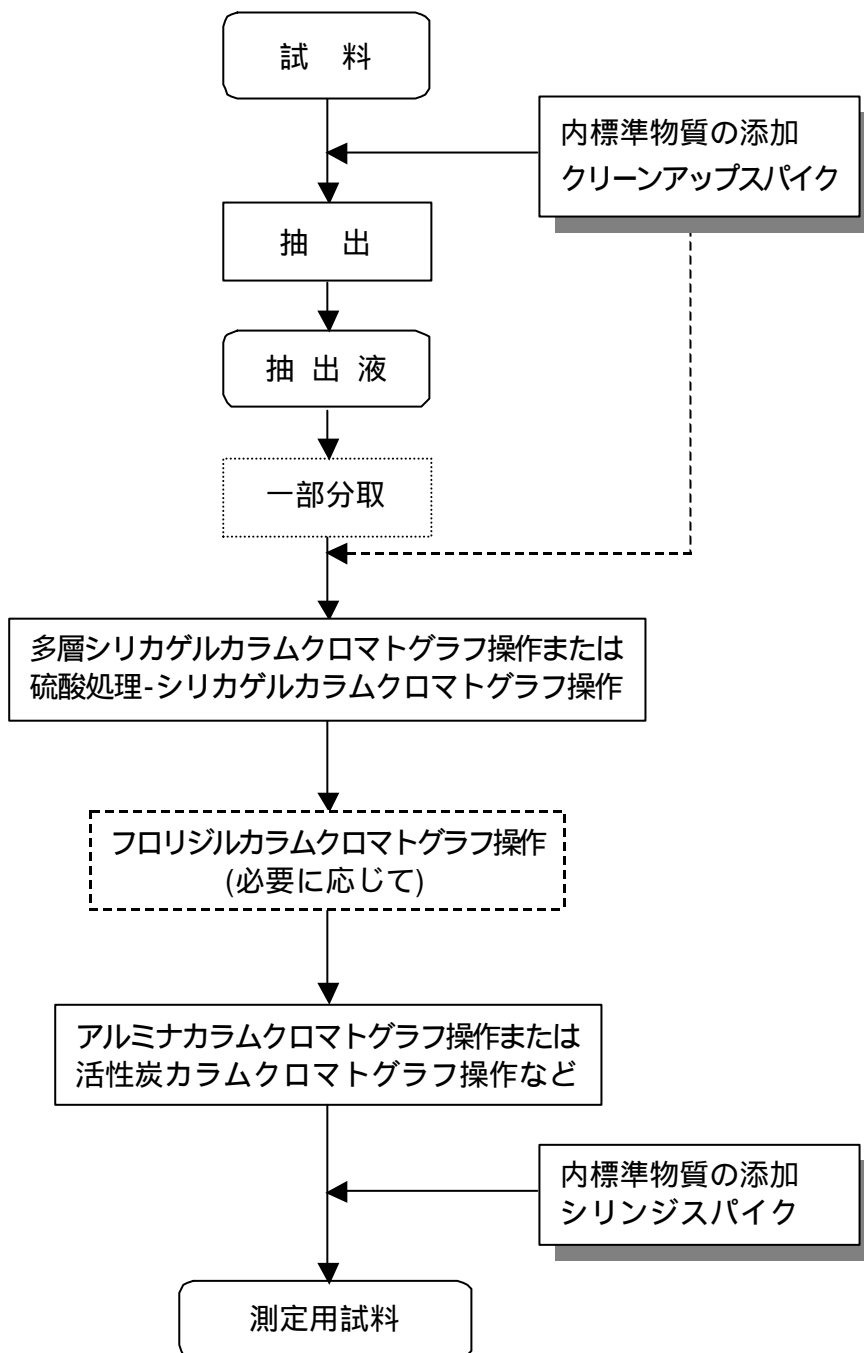 試 料
内標準物質の添加
クリーンアップスパイク
抽 出
抽 出 液
一部分取
多層シリカゲルカラムクロマトグラフ操作または
硫酸処理-シリカゲルカラムクロマトグラフ操作
フロリジルカラムクロマトグラフ操作
(必要に応じて)
アルミナカラムクロマトグラフ操作または
活性炭カラムクロマトグラフ操作など
内標準物質の添加
シリンジスパイク
測定用試料